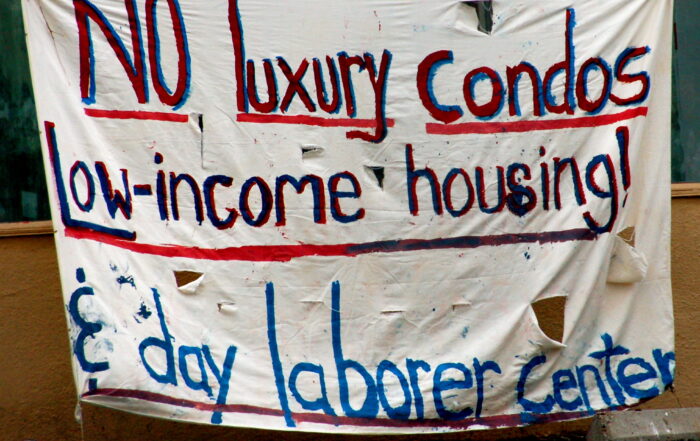 No luxury condos
Low-income housing!
& day laborer center